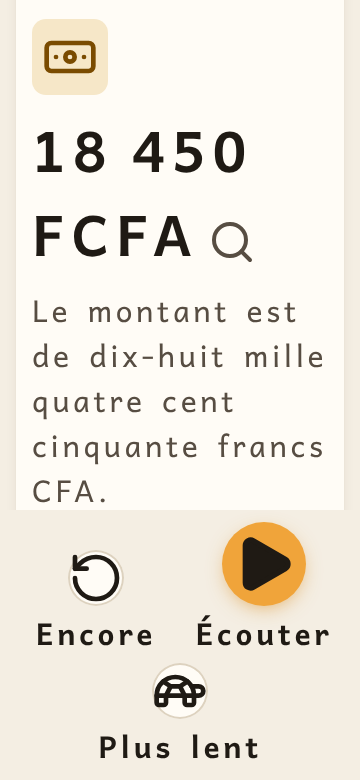 18 450
FCFA
Le montant est
de dix-huit mille
quatre cent
cinquante francs
CFA.
Encore
Écouter
Plus lent